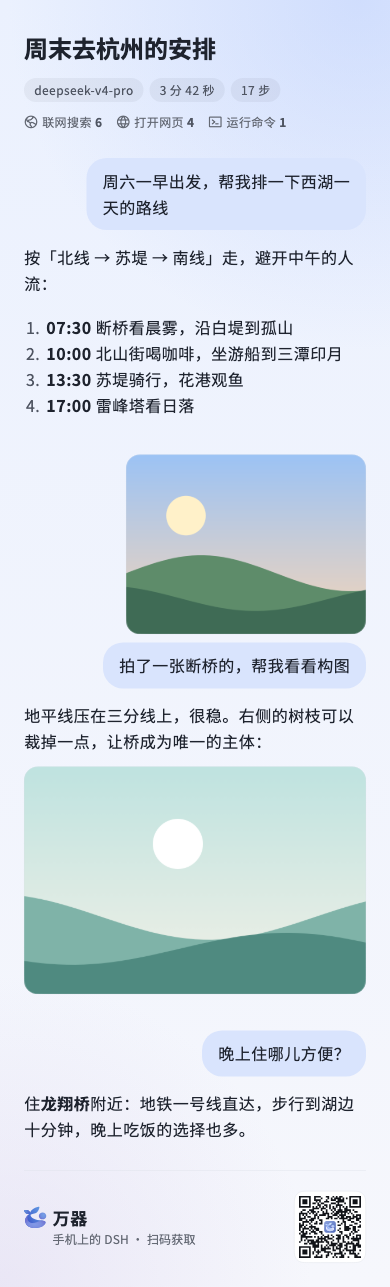 周末去杭州的安排
deepseek-v4-pro
3 分 42 秒
17 步
联网搜索 6
打开网页 4
运行命令 1
周六一早出发，帮我排一下西湖一
天的路线
按「北线 → 苏堤 → 南线」走，避开中午的人
流：
1. 07:30 断桥看晨雾，沿白堤到孤山
2. 10:00 北山街喝咖啡，坐游船到三潭印月
3. 13:30 苏堤骑行，花港观鱼
4. 17:00 雷峰塔看日落
拍了一张断桥的，帮我看看构图
地平线压在三分线上，很稳。右侧的树枝可以
裁掉一点，让桥成为唯一的主体：
晚上住哪儿方便？
住龙翔桥附近：地铁一号线直达，步行到湖边
十分钟，晚上吃饭的选择也多。
万器
手机上的 DSH · 扫码获取